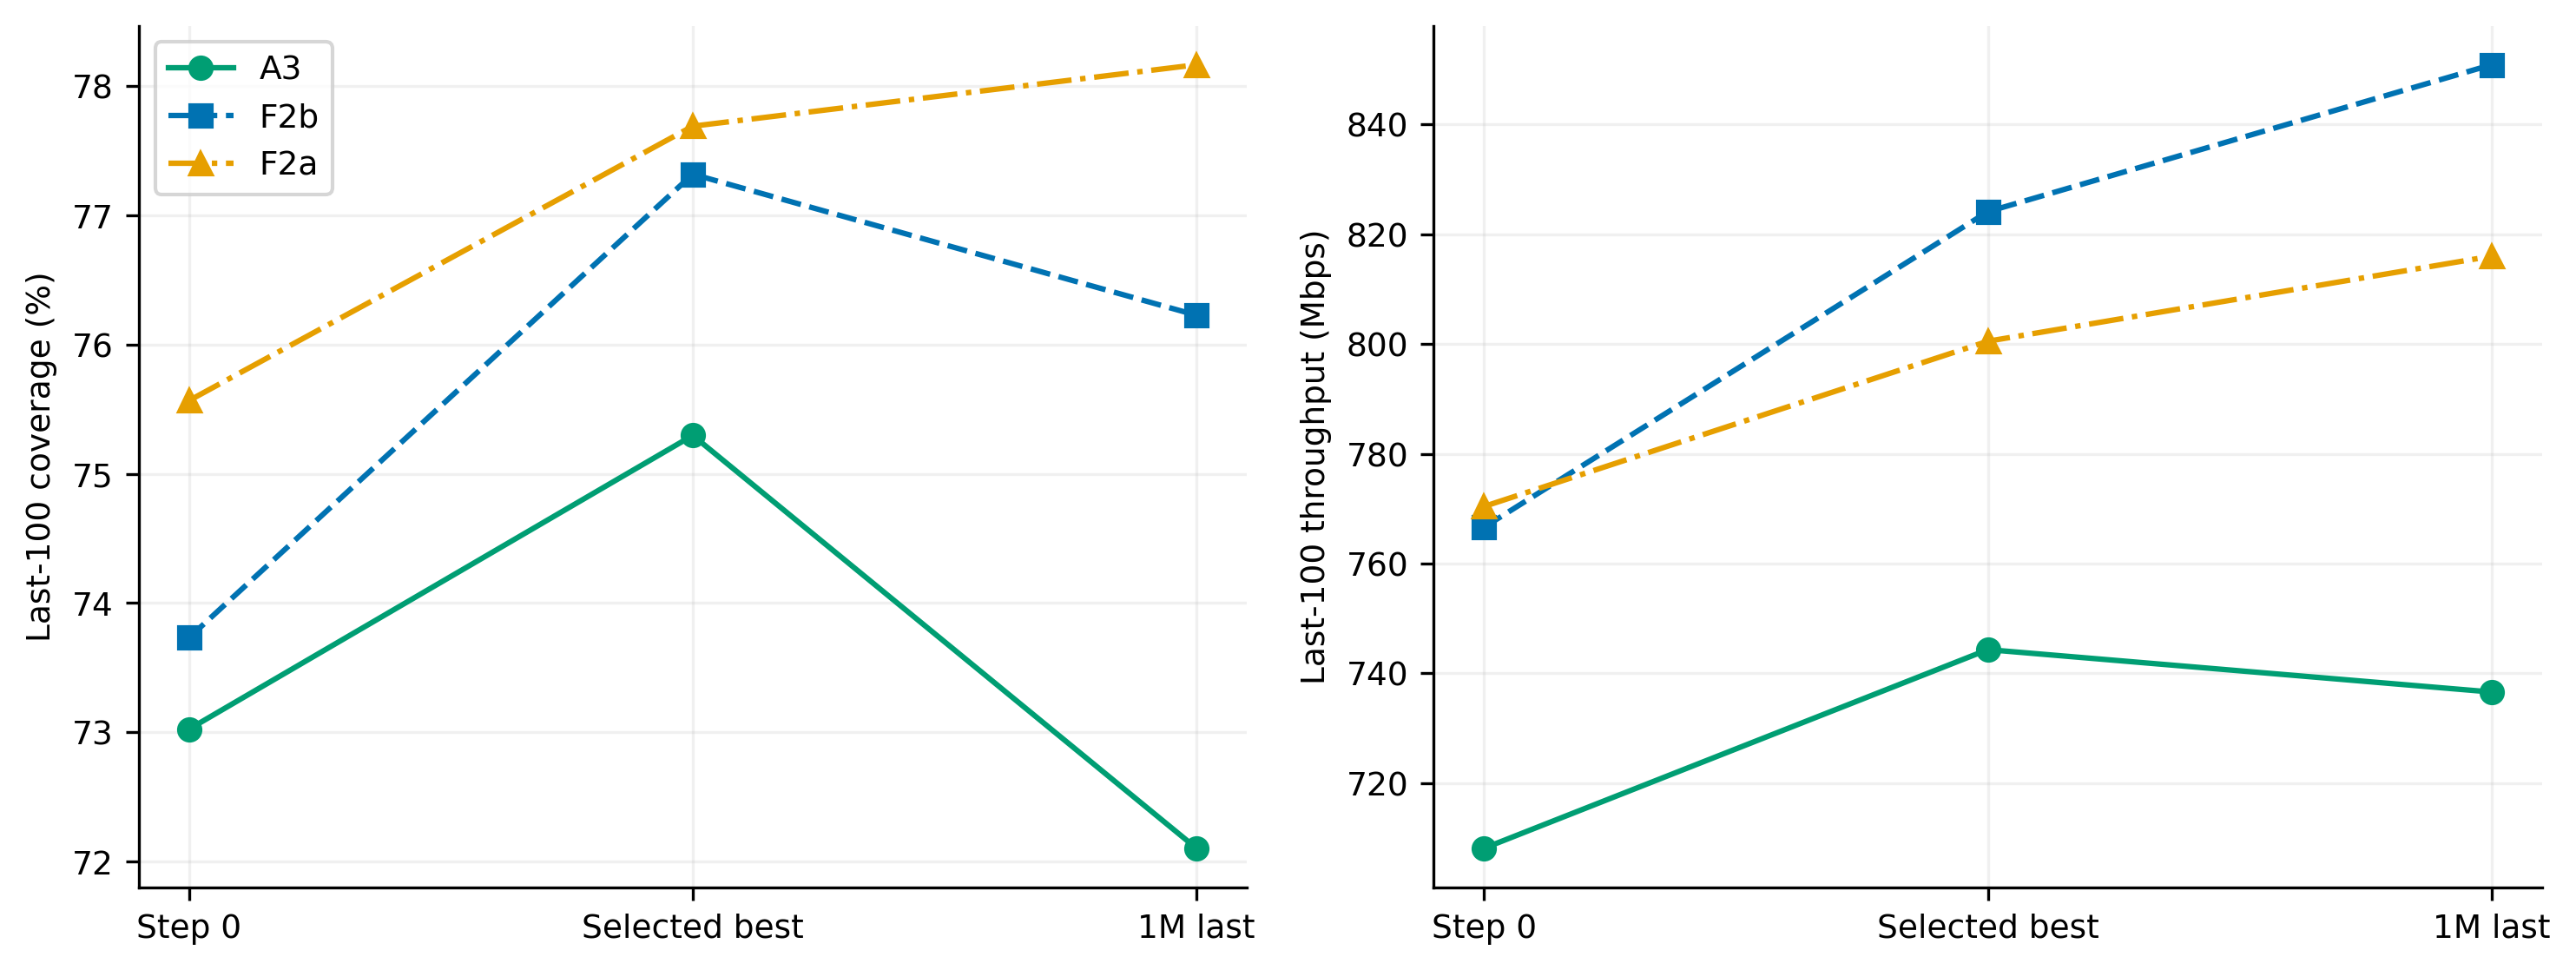 Last-100 coverage (%)
78
77
76
75
74
73
72
A3
F2b
F2a
Step 0
Selected best
1M last
Last-100 throughput (Mbps)
840
820
800
780
760
740
720
Step 0
Selected best
1M last